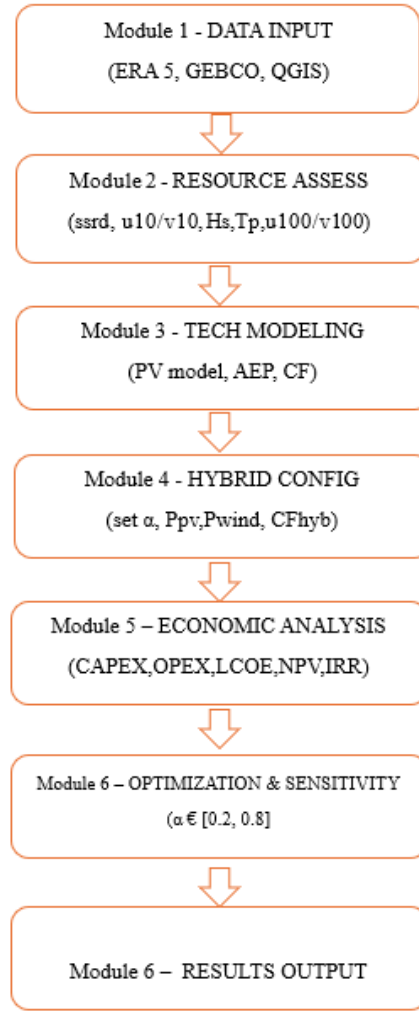 Module 1 - DATA INPUT
(ERA 5, GEBCO, QGIS)
Module 2 - RESOURCE ASSESS
(ssrd, u10/v10,Hs,Tp,u100/v100)
Module 3 - TECH MODELING
(PV model, AEP, CF)
Module 4 - HYBRID CONFIG
(set α, Ppv,Pwind, CFhyb)
Module 5 – ECONOMIC ANALYSIS
(CAPEX,OPEX,LCOE,NPV,IRR)
Module 6 – OPTIMIZATION & SENSITIVITY
(α € [0.2, 0.8]
Module 6 – RESULTS OUTPUT